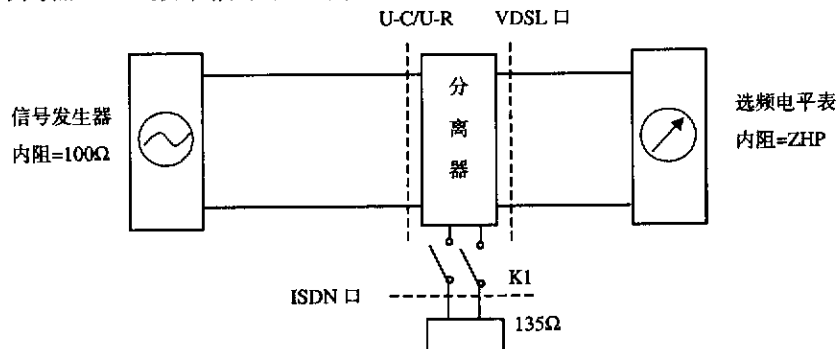 U-C/U-R VDSL 口
信号发生器
内阻=100Ω
分离器
选频电平表
内阻=ZHP
K1
ISDN 口
135Ω